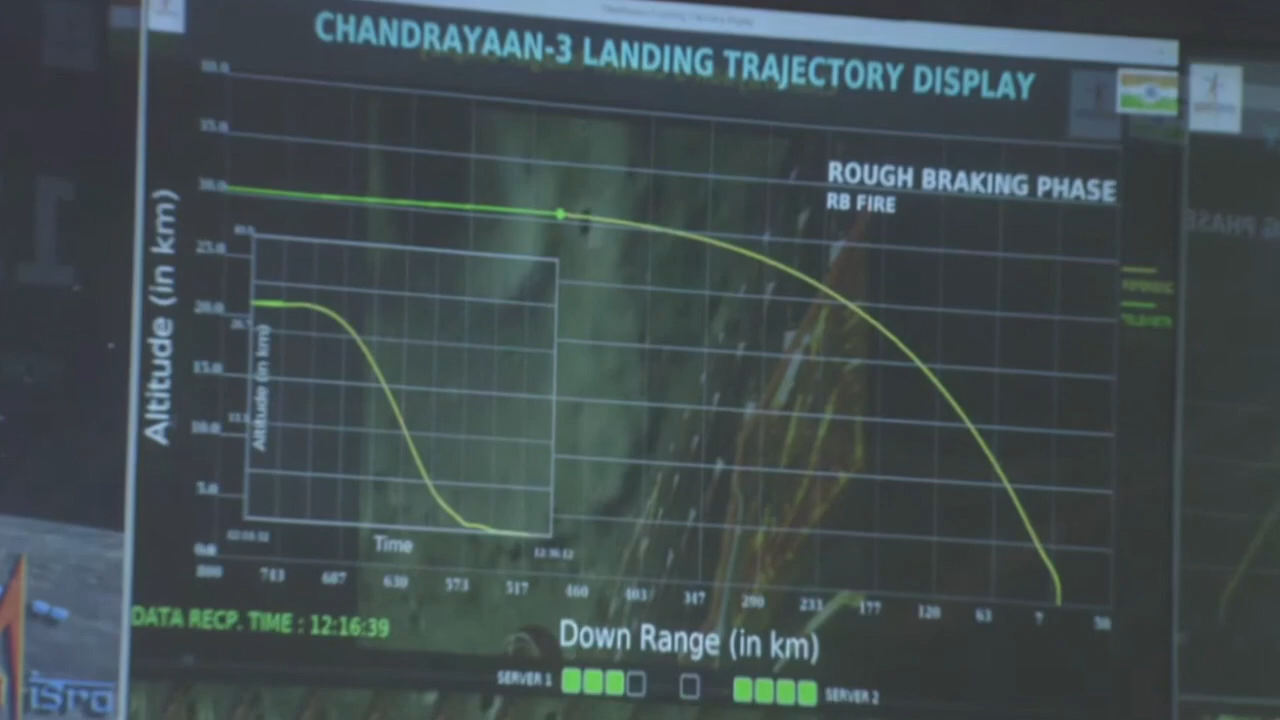 CHANDRAYAAN-3 LANDING TRAJECTORY DISPLAY
ROUGH BRAKING PHASE
RB FIRE
Altitude (in km)
25.0
20.0
15.0
10.0
5.0
Altitude (in km)
Time
800 743 687 630 573 517 460 403 347 290 233 177 120 63 7
DATA RECP. TIME : 12:16:39
Down Range (in km)
SERVER 1
SERVER 2
isro